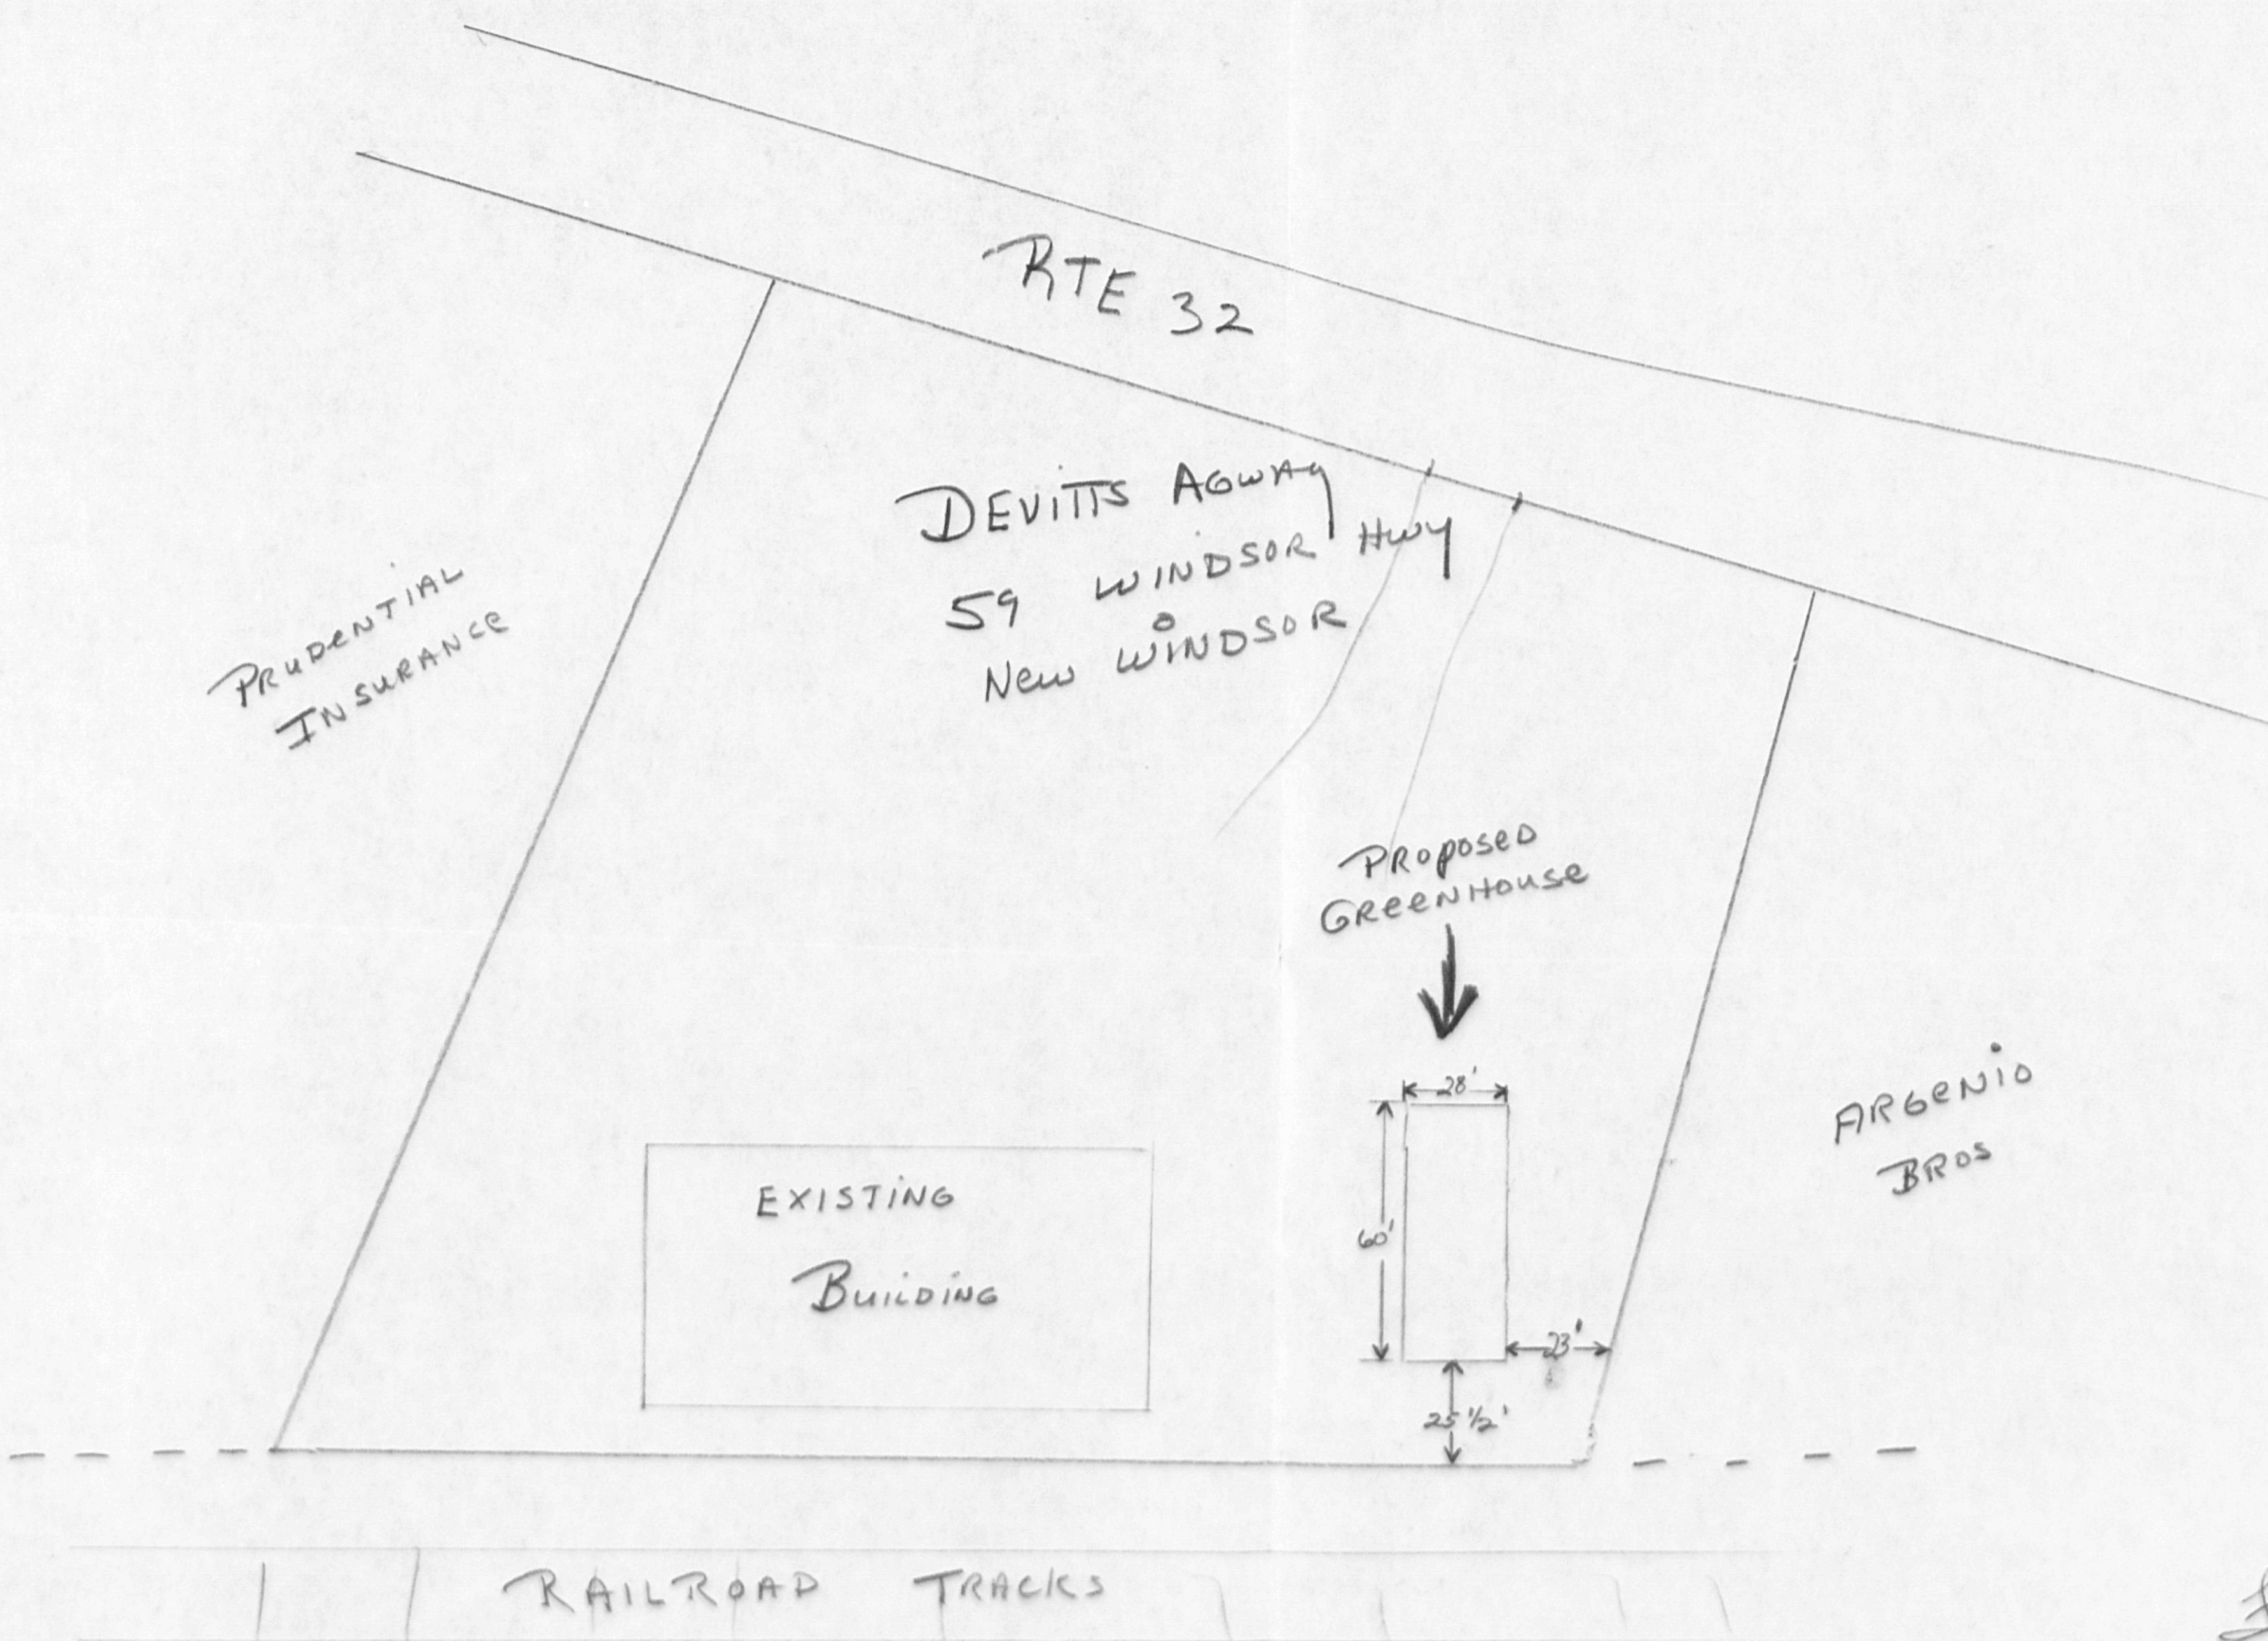 RTE 32
DEVITTS AGWAY
59 WINDSOR HWY
NEW WINDSOR
PRUDENTIAL
INSURANCE
PROPOSED
GREENHOUSE
28'
60'
23'
25 1/2'
EXISTING
BUILDING
ARGENIO
BROS
RAILROAD TRACKS